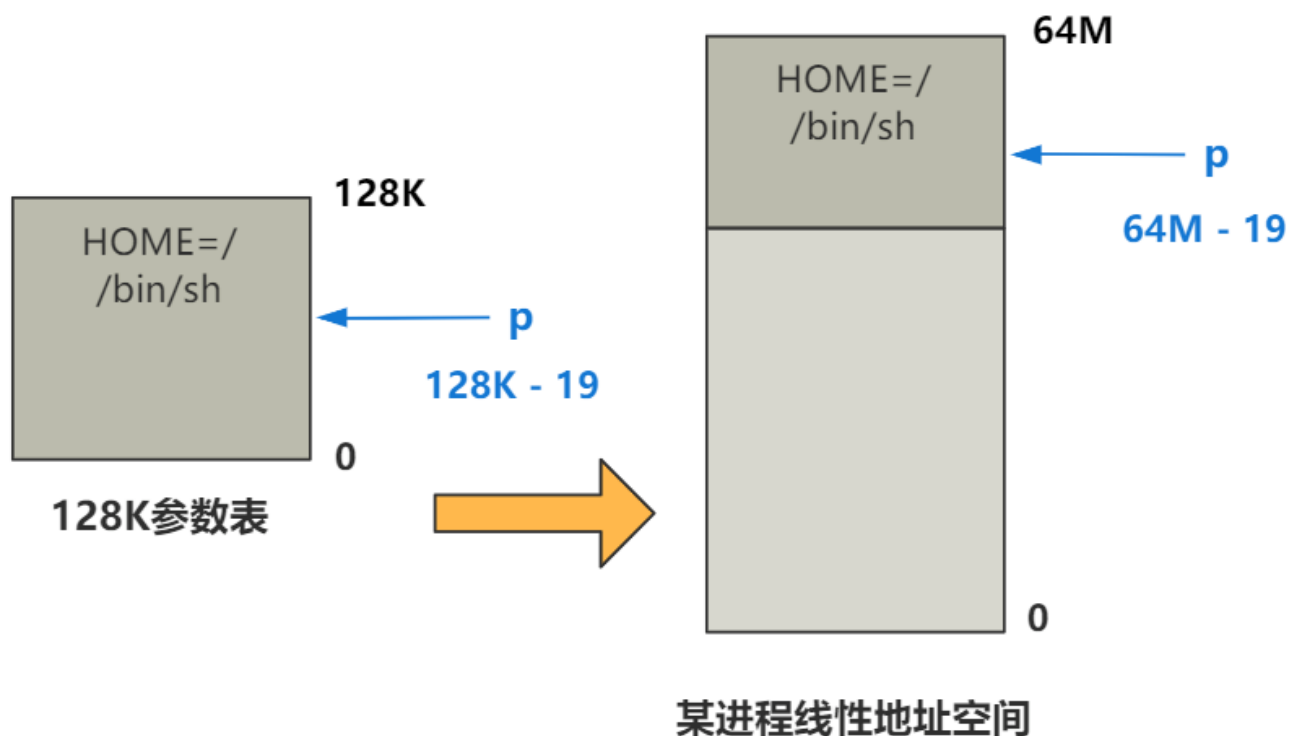 128K
HOME=/
/bin/sh
p
128K - 19
0
128K参数表
64M
HOME=/
/bin/sh
p
64M - 19
0
某进程线性地址空间